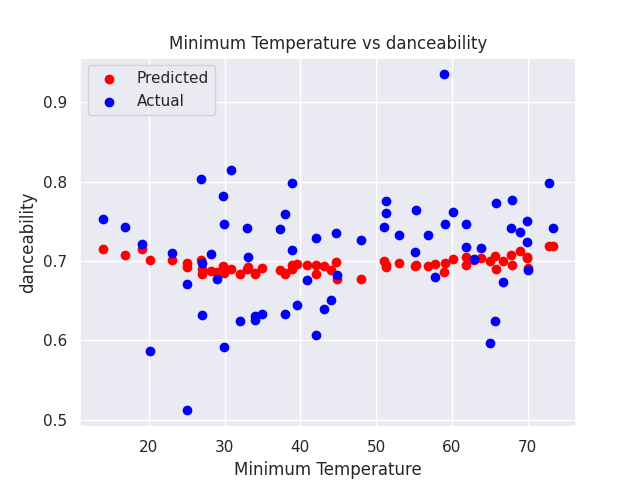 Minimum Temperature vs danceability
Predicted
Actual
0.9
0.8
0.7
0.6
0.5
danceability
20 30 40 50 60 70
Minimum Temperature